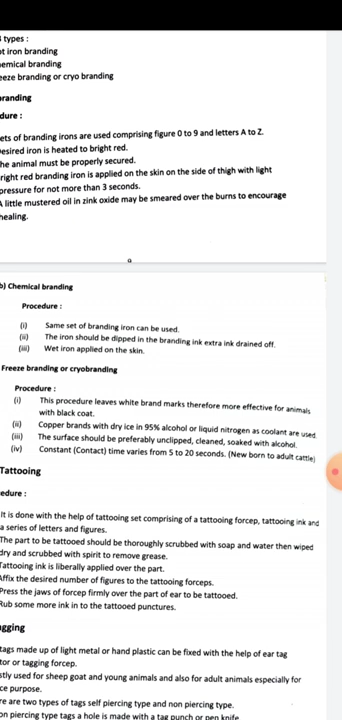 types :
ot iron branding
emical branding
eeze branding or cryo branding
randing
dure :
ets of branding irons are used comprising figure 0 to 9 and letters A to Z.
esired iron is heated to bright red.
he animal must be properly secured.
right red branding iron is applied on the skin on the side of thigh with light
pressure for not more than 3 seconds.
A little mustered oil in zink oxide may be smeared over the burns to encourage
healing.
b) Chemical branding
Procedure :
(i) Same set of branding iron can be used.
(ii) The iron should be dipped in the branding ink extra ink drained off.
(iii) Wet iron applied on the skin.
Freeze branding or cryobranding
Procedure :
(i) This procedure leaves white brand marks therefore more effective for animals
with black coat.
(ii) Copper brands with dry ice in 95% alcohol or liquid nitrogen as coolant are used
(iii) The surface should be preferably unclipped, cleaned, soaked with alcohol.
(iv) Constant (Contact) time varies from 5 to 20 seconds. (New born to adult cattle)
Tattooing
edure :
It is done with the help of tattooing set comprising of a tattooing forcep, tattooing ink and
a series of letters and figures.
The part to be tattooed should be thoroughly scrubbed with soap and water then wiped
dry and scrubbed with spirit to remove grease.
Tattooing ink is liberally applied over the part.
Affix the desired number of figures to the tattooing forceps.
Press the jaws of forcep firmly over the part of ear to be tattooed.
Rub some more ink in to the tattooed punctures.
gging
tags made up of light metal or hand plastic can be fixed with the help of ear tag
tor or tagging forcep.
stly used for sheep goat and young animals and also for adult animals especially for
ce purpose.
re are two types of tags self piercing type and non piercing type.
on piercing type tags a hole is made with a tag punch or pen knife